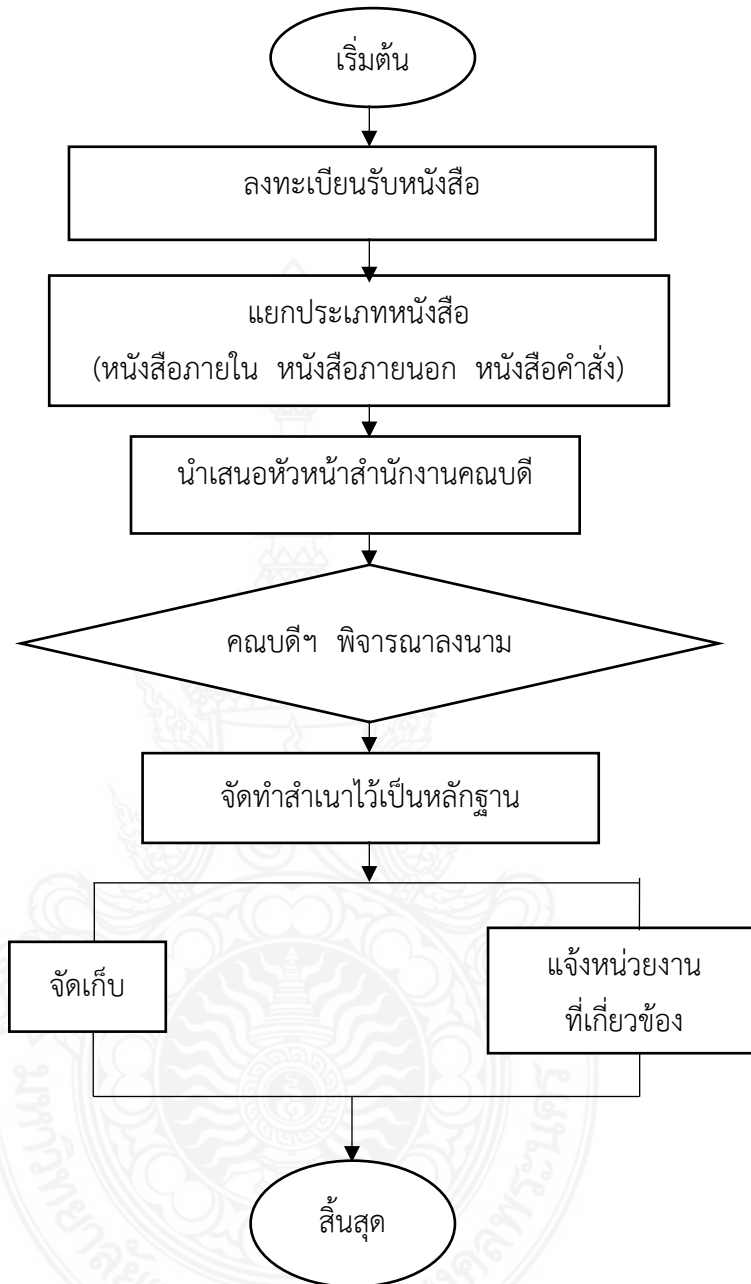 เริ่มต้น
ลงทะเบียนรับหนังสือ
แยกประเภทหนังสือ
(หนังสือภายใน หนังสือภายนอก หนังสือคำสั่ง)
นำเสนอหัวหน้าสำนักงานคณบดี
คณบดีฯ พิจารณาลงนาม
จัดทำสำเนาไว้เป็นหลักฐาน
จัดเก็บ
แจ้งหน่วยงาน
ที่เกี่ยวข้อง
สิ้นสุด